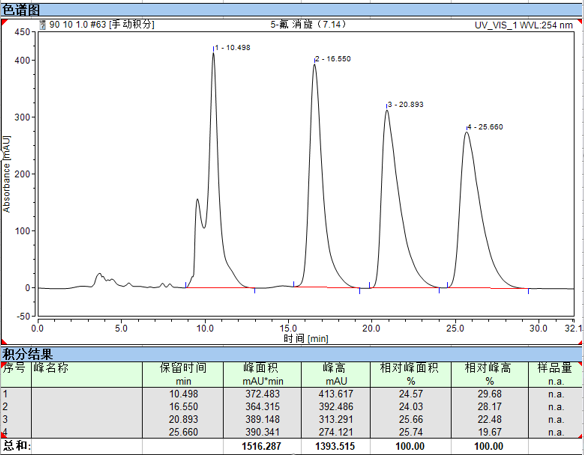 色谱图
90 10 1.0 #63 [手动积分] 5-氟 消旋（7.14） UV_VIS_1 WVL:254 nm
450
400
300
200
100
0
-50
Absorbance [mAU]
1 - 10.498
2 - 16.550
3 - 20.893
4 - 25.660
0.0 5.0 10.0 15.0 20.0 25.0 30.0 32.1
时间 [min]
积分结果
序号 峰名称 保留时间 峰面积 峰高 相对峰面积 相对峰高 样品量
min mAU*min mAU % % n.a.
1 10.498 372.483 413.617 24.57 29.68 n.a.
2 16.550 364.315 392.486 24.03 28.17 n.a.
3 20.893 389.148 313.291 25.66 22.48 n.a.
4 25.660 390.341 274.121 25.74 19.67 n.a.
总和: 1516.287 1393.515 100.00 100.00